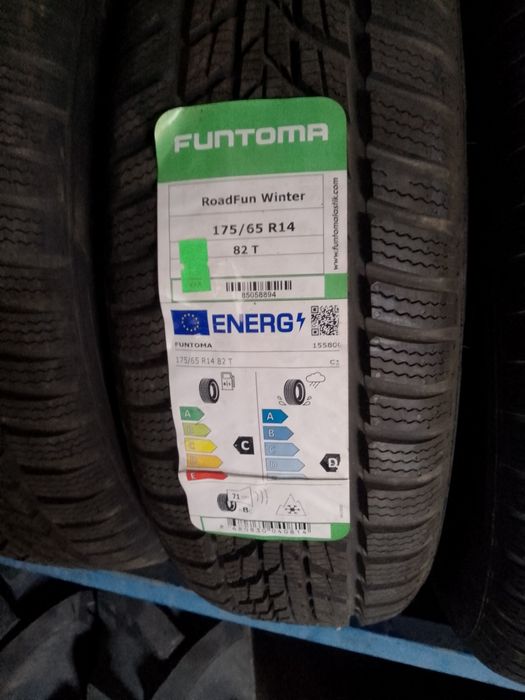 FUNTOMA
RoadFun Winter
175/65 R14
82 T
www.funtomalastik.com
85058894
ENERG
FUNTOMA
175/65 R14 82 T
C1
A
C
E
A
B
C
D
71
B